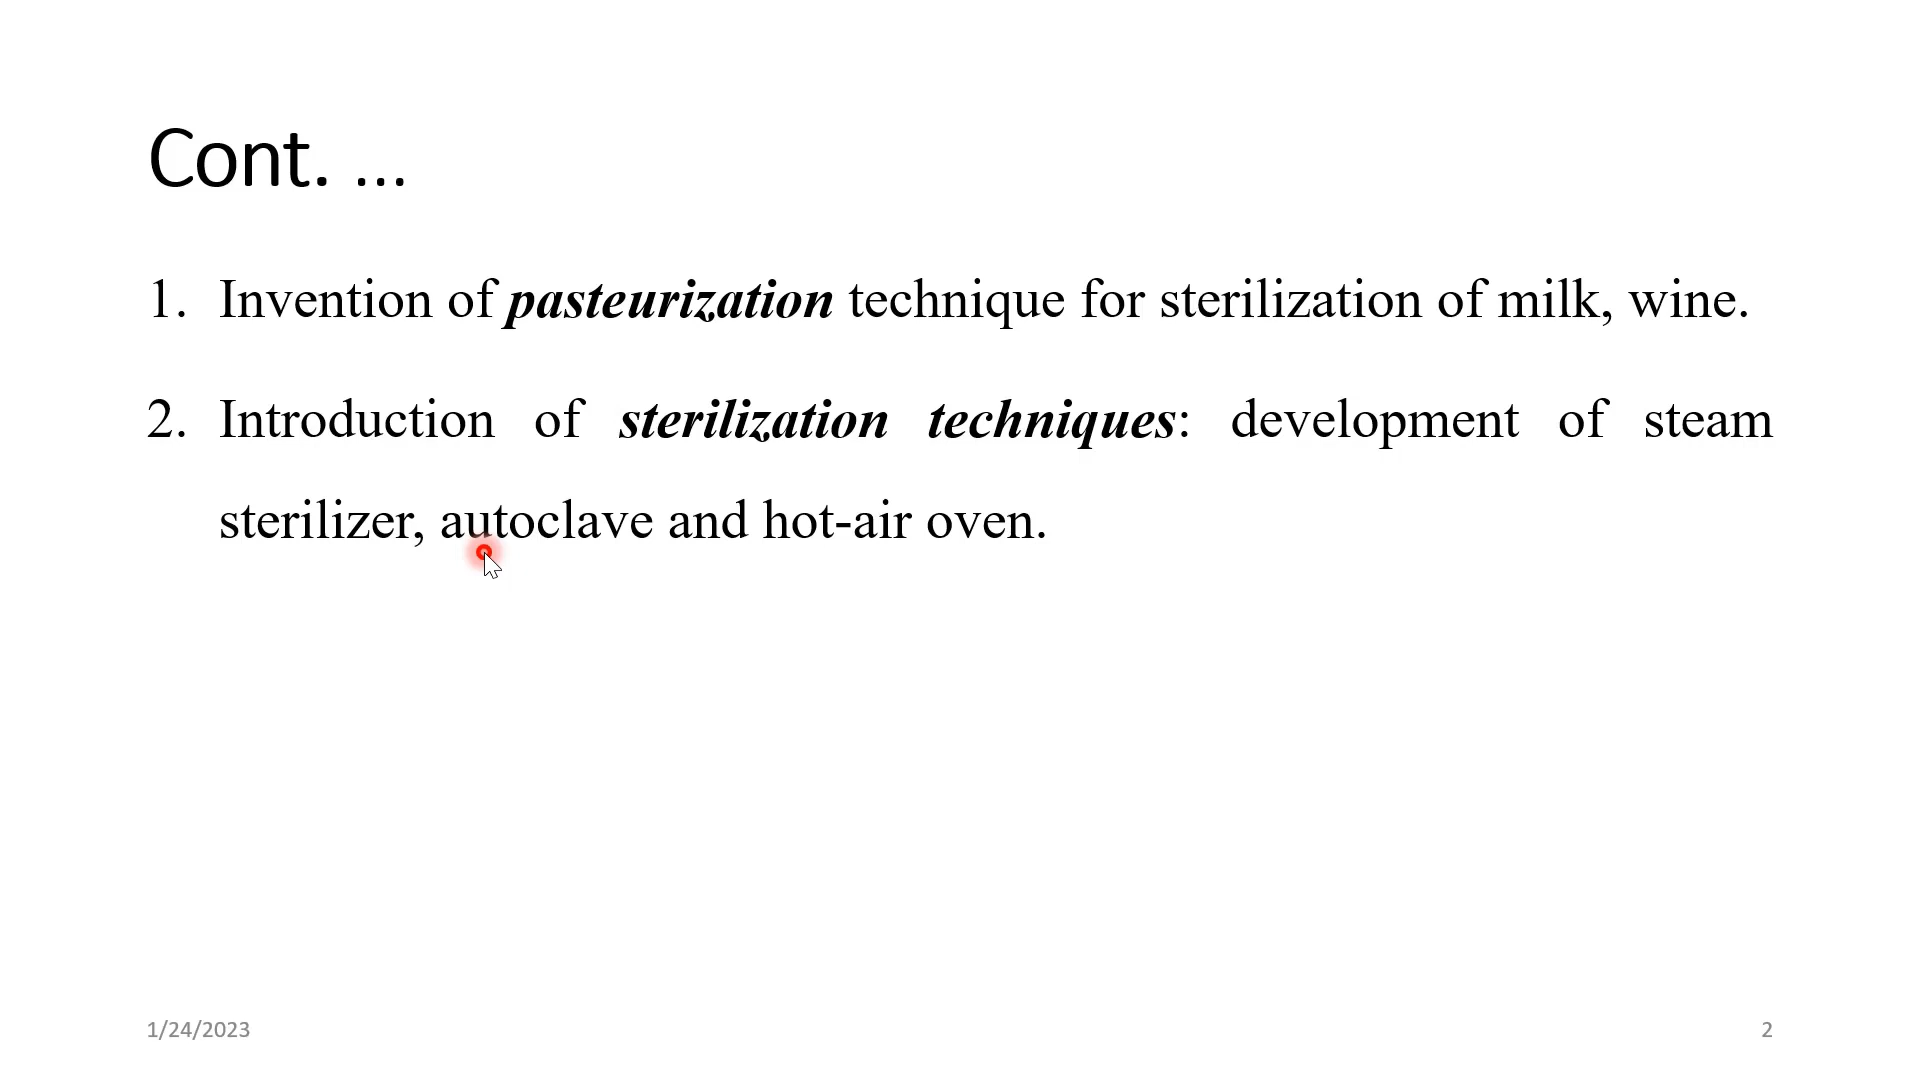 Cont. …
1. Invention of pasteurization technique for sterilization of milk, wine.
2. Introduction of sterilization techniques: development of steam
sterilizer, autoclave and hot-air oven.
1/24/2023
2